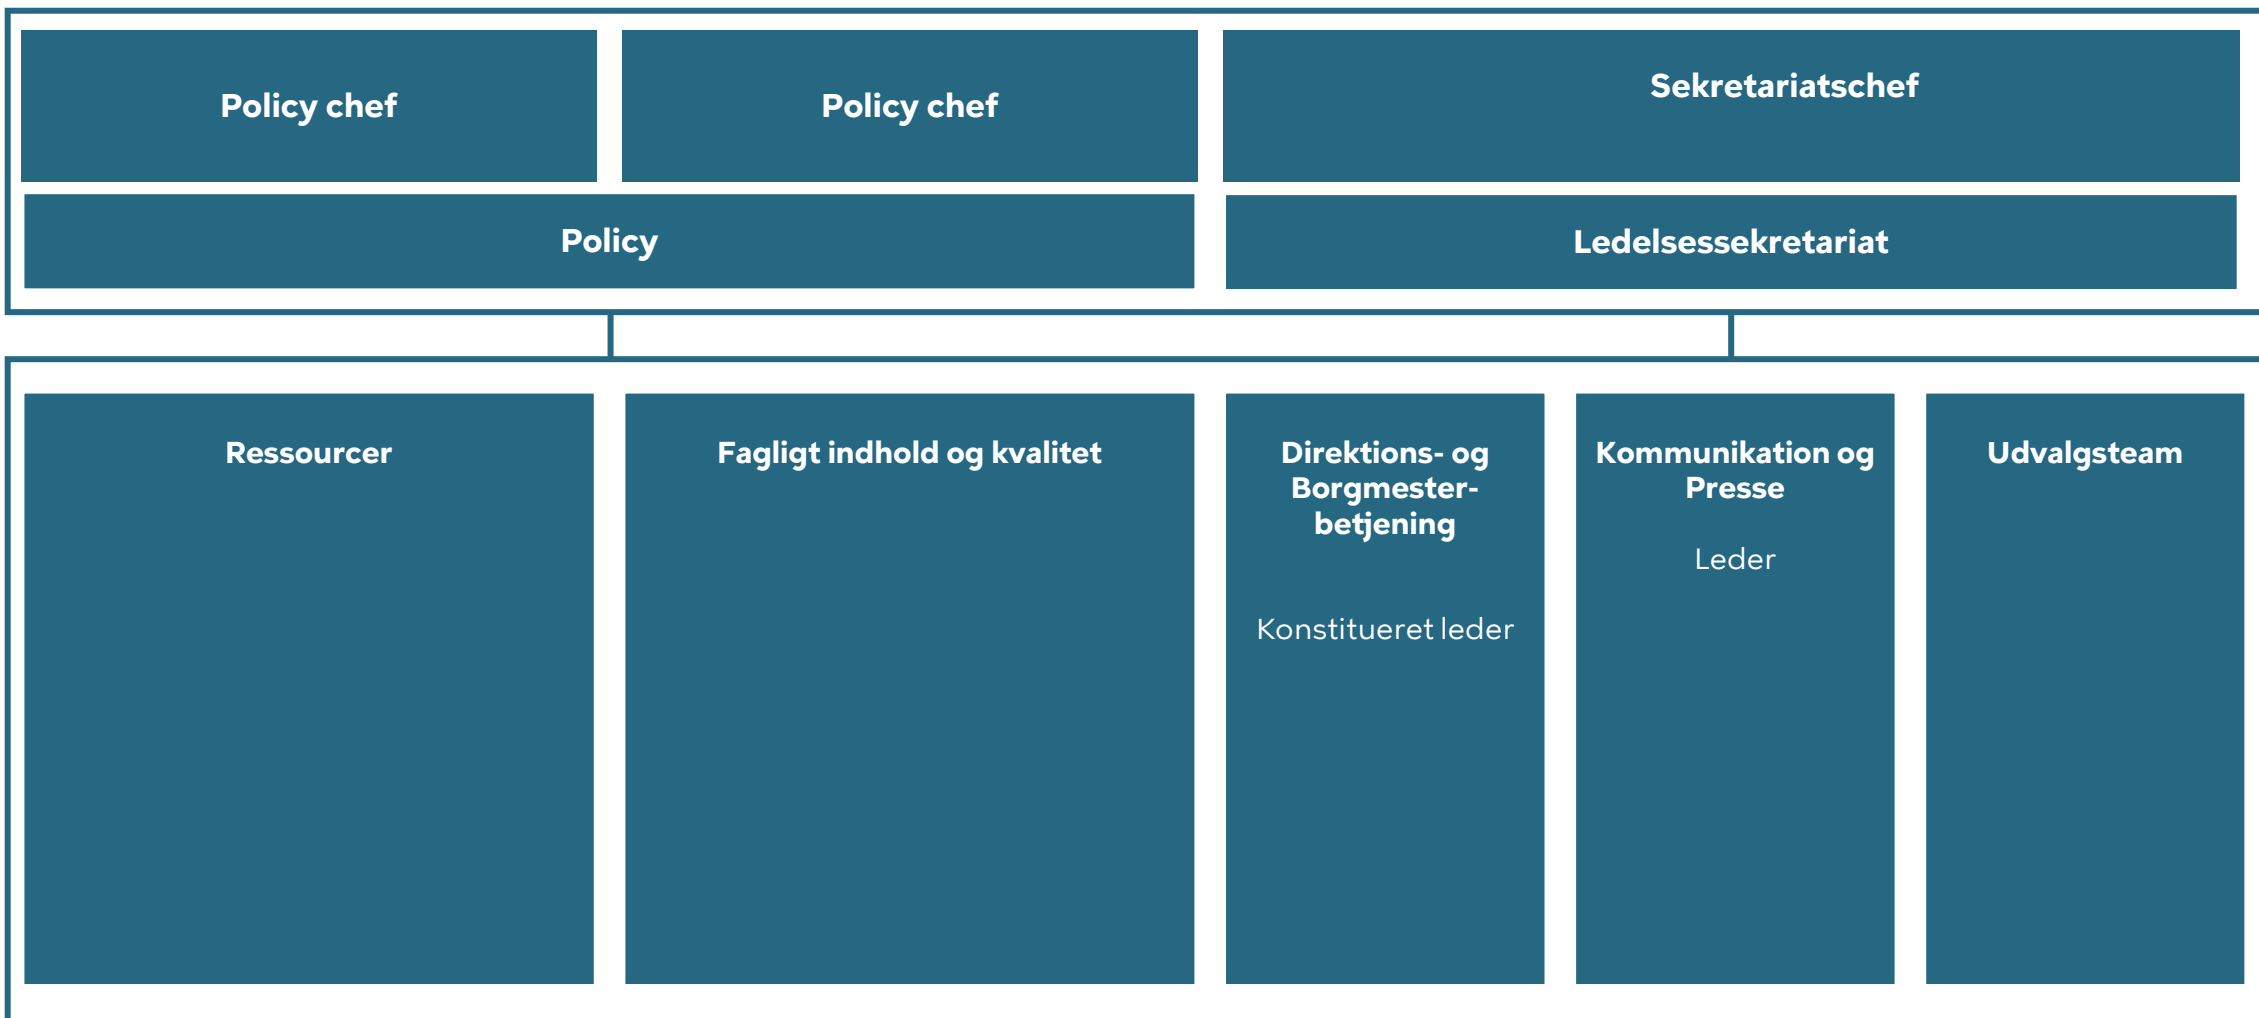 Policy chef
Policy chef
Sekretariatschef
Policy
Ledelsessekretariat
Ressourcer
Fagligt indhold og kvalitet
Direktions- og
Borgmester-
betjening
Konstitueret leder
Kommunikation og
Presse
Leder
Udvalgsteam